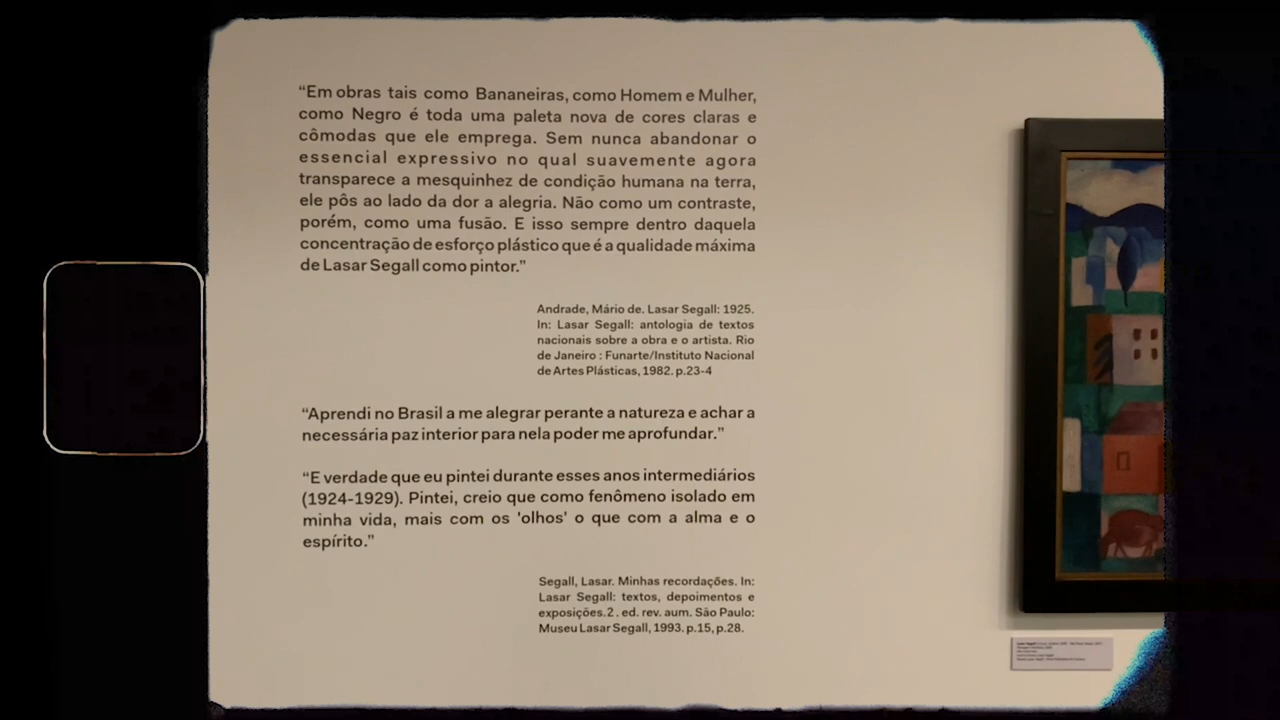 “Em obras tais como Bananeiras, como Homem e Mulher,
como Negro é toda uma paleta nova de cores claras e
cômodas que ele emprega. Sem nunca abandonar o
essencial expressivo no qual suavemente agora
transparece a mesquinhez de condição humana na terra,
ele pôs ao lado da dor a alegria. Não como um contraste,
porém, como uma fusão. E isso sempre dentro daquela
concentração de esforço plástico que é a qualidade máxima
de Lasar Segall como pintor.”
Andrade, Mário de. Lasar Segall: 1925.
In: Lasar Segall: antologia de textos
nacionais sobre a obra e o artista. Rio
de Janeiro : Funarte/Instituto Nacional
de Artes Plásticas, 1982. p.23-4
“Aprendi no Brasil a me alegrar perante a natureza e achar a
necessária paz interior para nela poder me aprofundar.”
“E verdade que eu pintei durante esses anos intermediários
(1924-1929). Pintei, creio que como fenômeno isolado em
minha vida, mais com os 'olhos' o que com a alma e o
espírito.”
Segall, Lasar. Minhas recordações. In:
Lasar Segall: textos, depoimentos e
exposições.2 . ed. rev. aum. São Paulo:
Museu Lasar Segall, 1993. p.15, p.28.
Lasar Segall